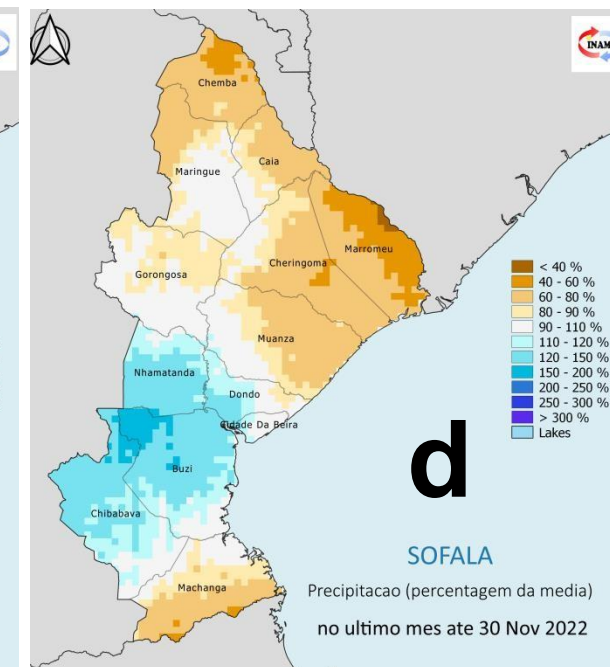 INAM
Chemba
Caia
Maringue
Marromeu
Cheringoma
Gorongosa
< 40 %
40 - 60 %
60 - 80 %
80 - 90 %
90 - 110 %
110 - 120 %
120 - 150 %
150 - 200 %
200 - 250 %
250 - 300 %
> 300 %
Lakes
Muanza
Nhamatanda
Dondo
Cidade Da Beira
d
Buzi
Chibabava
SOFALA
Machanga
Precipitacao (percentagem da media)
no ultimo mes ate 30 Nov 2022